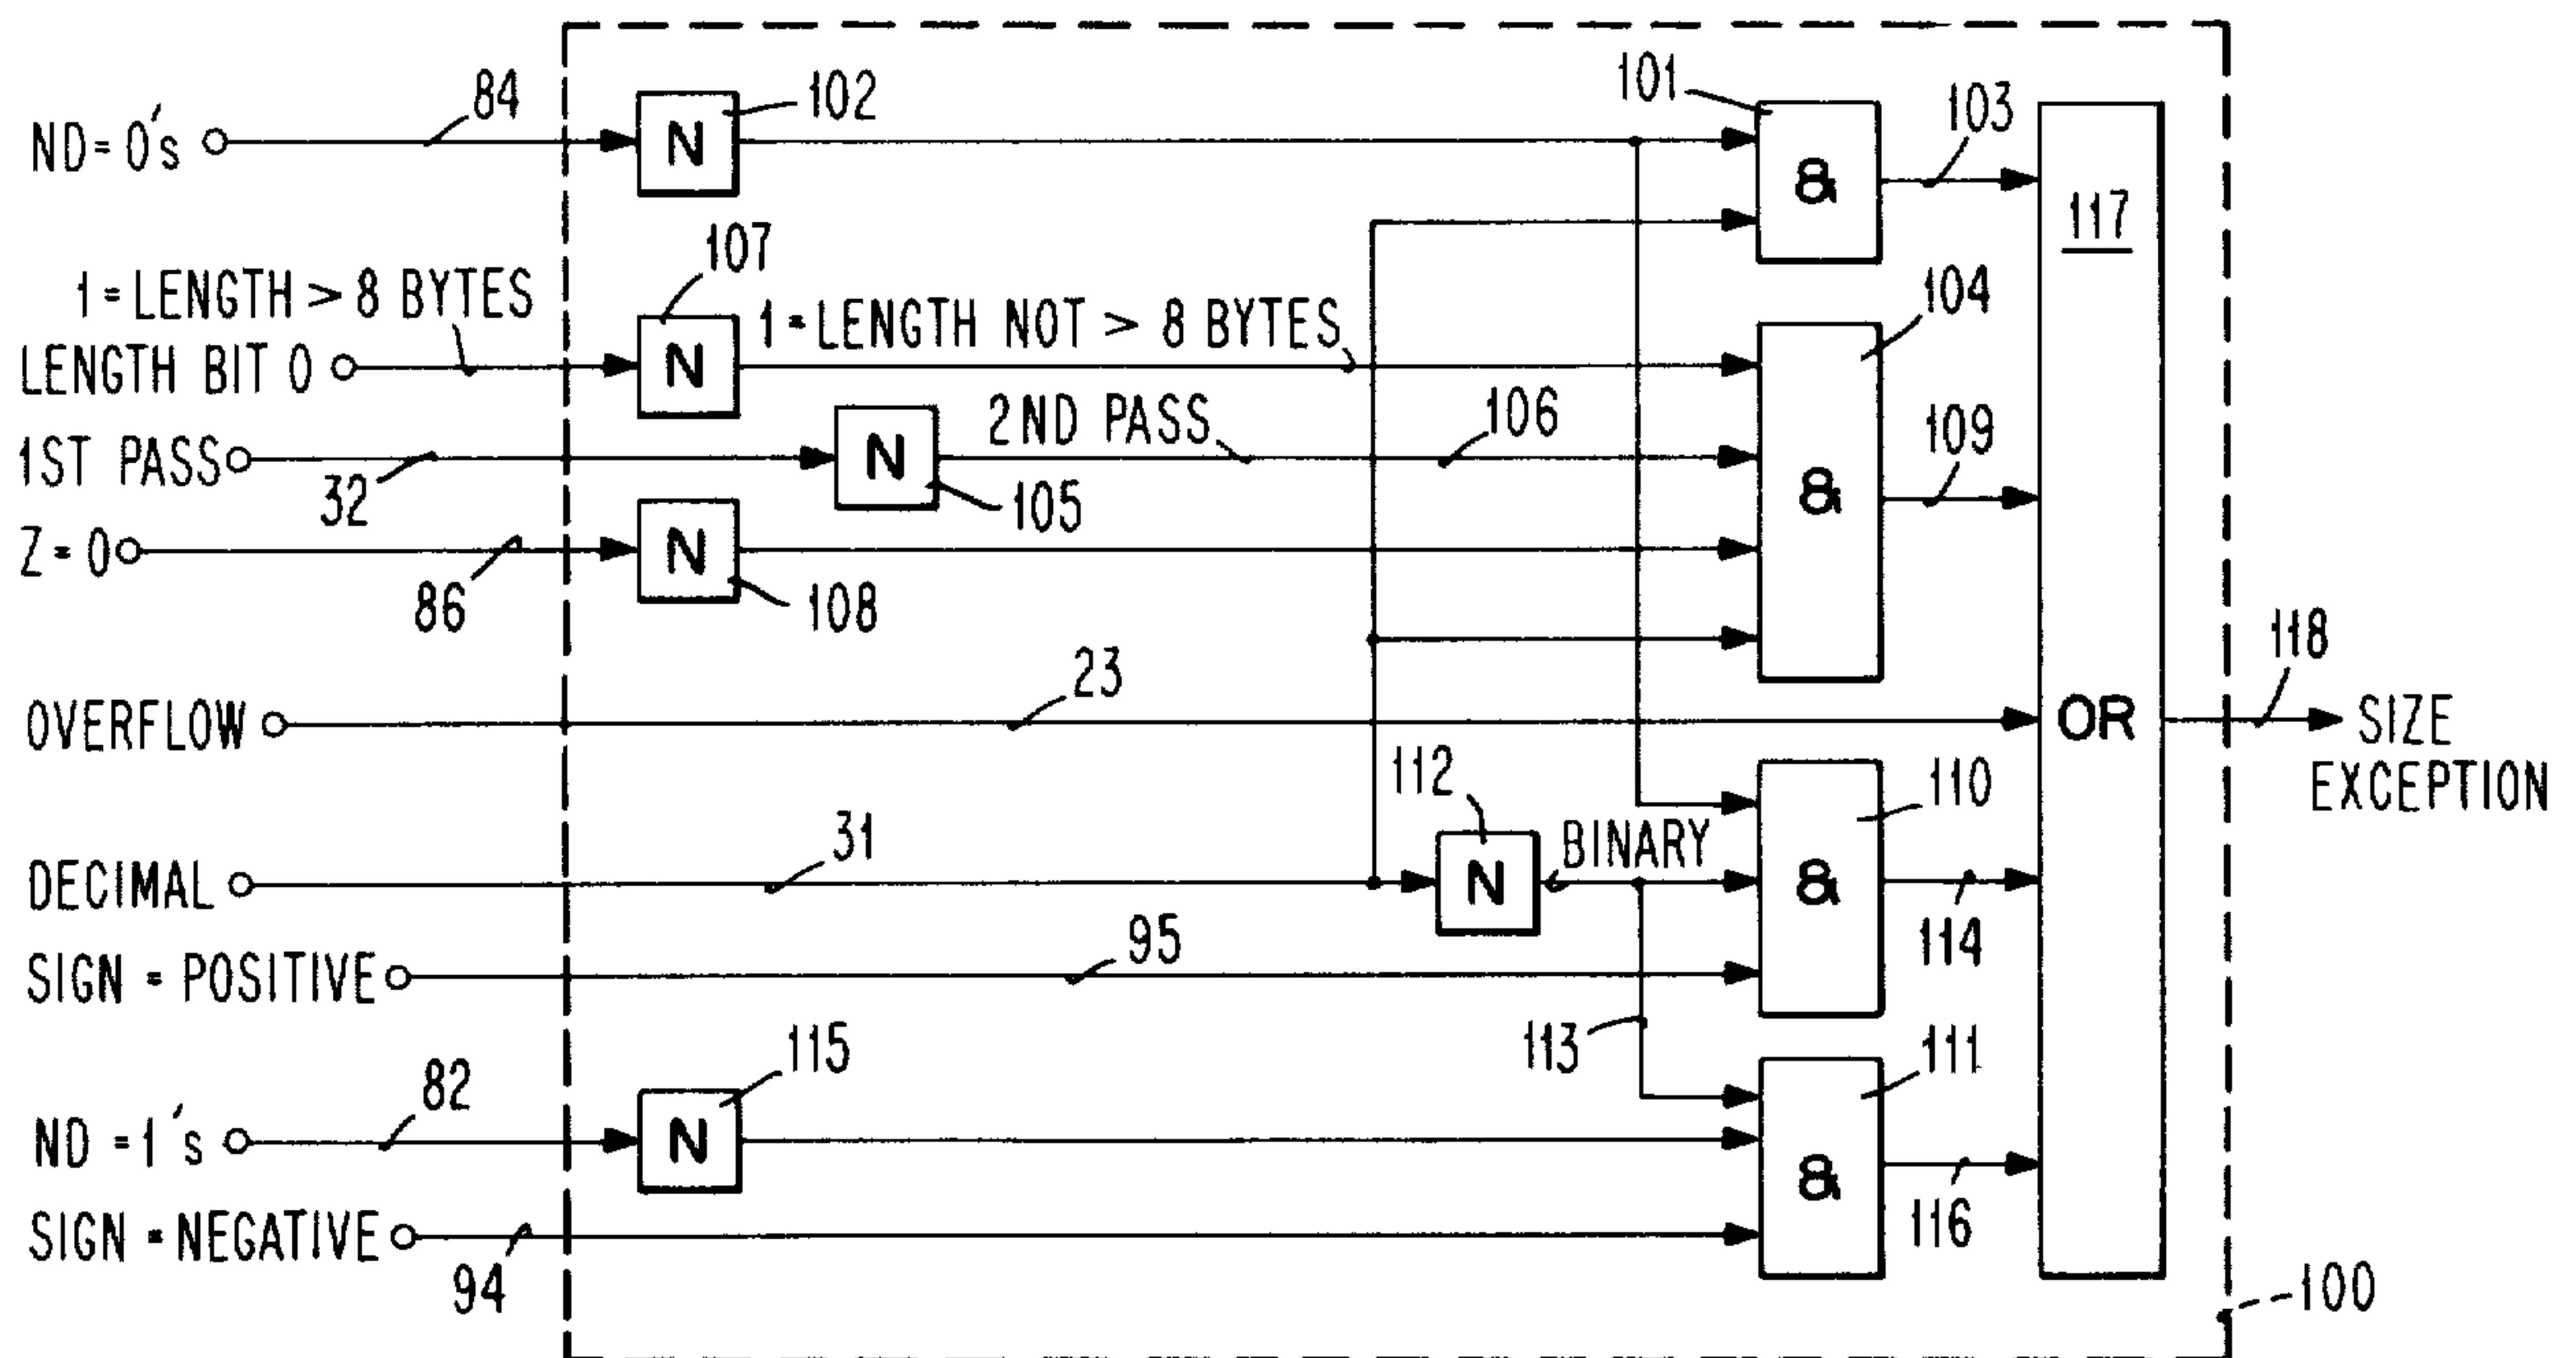 84
102
101
103
ND = 0's
N
&
117
107
1 = LENGTH > 8 BYTES
1 = LENGTH NOT > 8 BYTES
104
LENGTH BIT 0
N
2ND PASS
106
109
1ST PASS
N
32
105
&
Z = 0
N
86
108
118
23
OVERFLOW
OR
SIZE
EXCEPTION
112
110
31
BINARY
DECIMAL
N
&
95
114
SIGN = POSITIVE
113
115
111
82
ND = 1's
N
&
116
SIGN = NEGATIVE
94
100